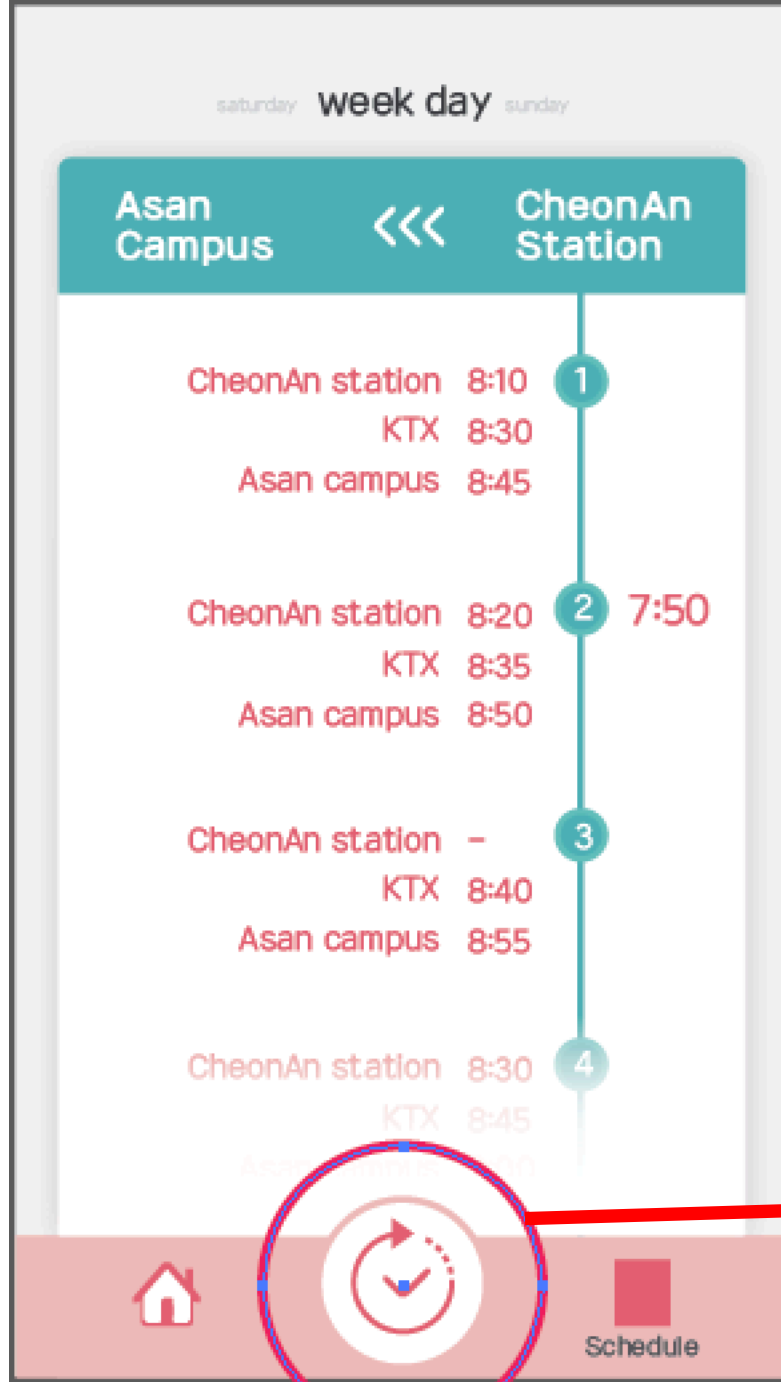 saturday week day sunday
Asan Campus <<< CheonAn Station
CheonAn station 8:10 1
KTX 8:30
Asan campus 8:45
CheonAn station 8:20 2 7:50
KTX 8:35
Asan campus 8:50
CheonAn station - 3
KTX 8:40
Asan campus 8:55
CheonAn station 8:30 4
KTX 8:45
Asan campus
Schedule